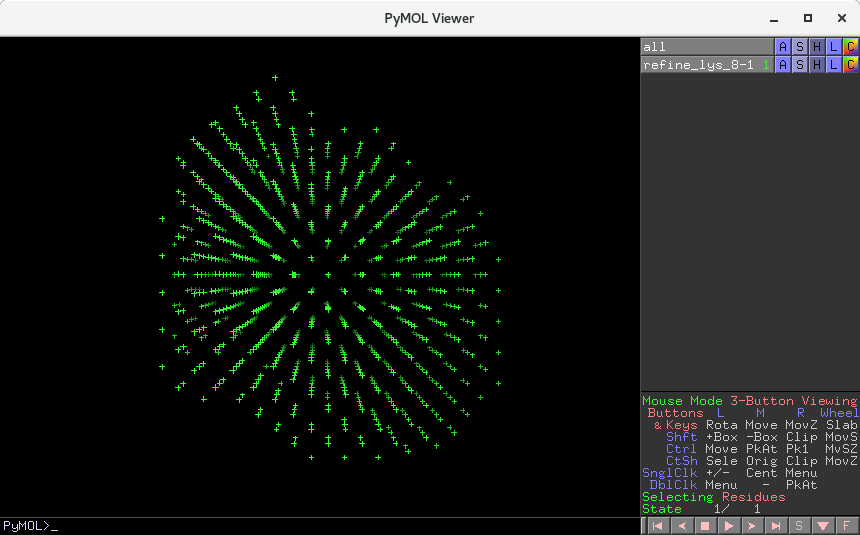 PyMOL Viewer
all A S H L C
refine_lys_8-1 1 A S H L C
Mouse Mode 3-Button Viewing
Buttons L M R Wheel
& Keys Rota Move MovZ Slab
Shft +Box -Box Clip MovS
Ctrl Move PkAt Pk1 MvSZ
CtSh Sele Orig Clip MovZ
SnglClk +/- Cent Menu
DblClk Menu - PkAt
Selecting Residues
State 1/ 1
PyMOL>_
S F